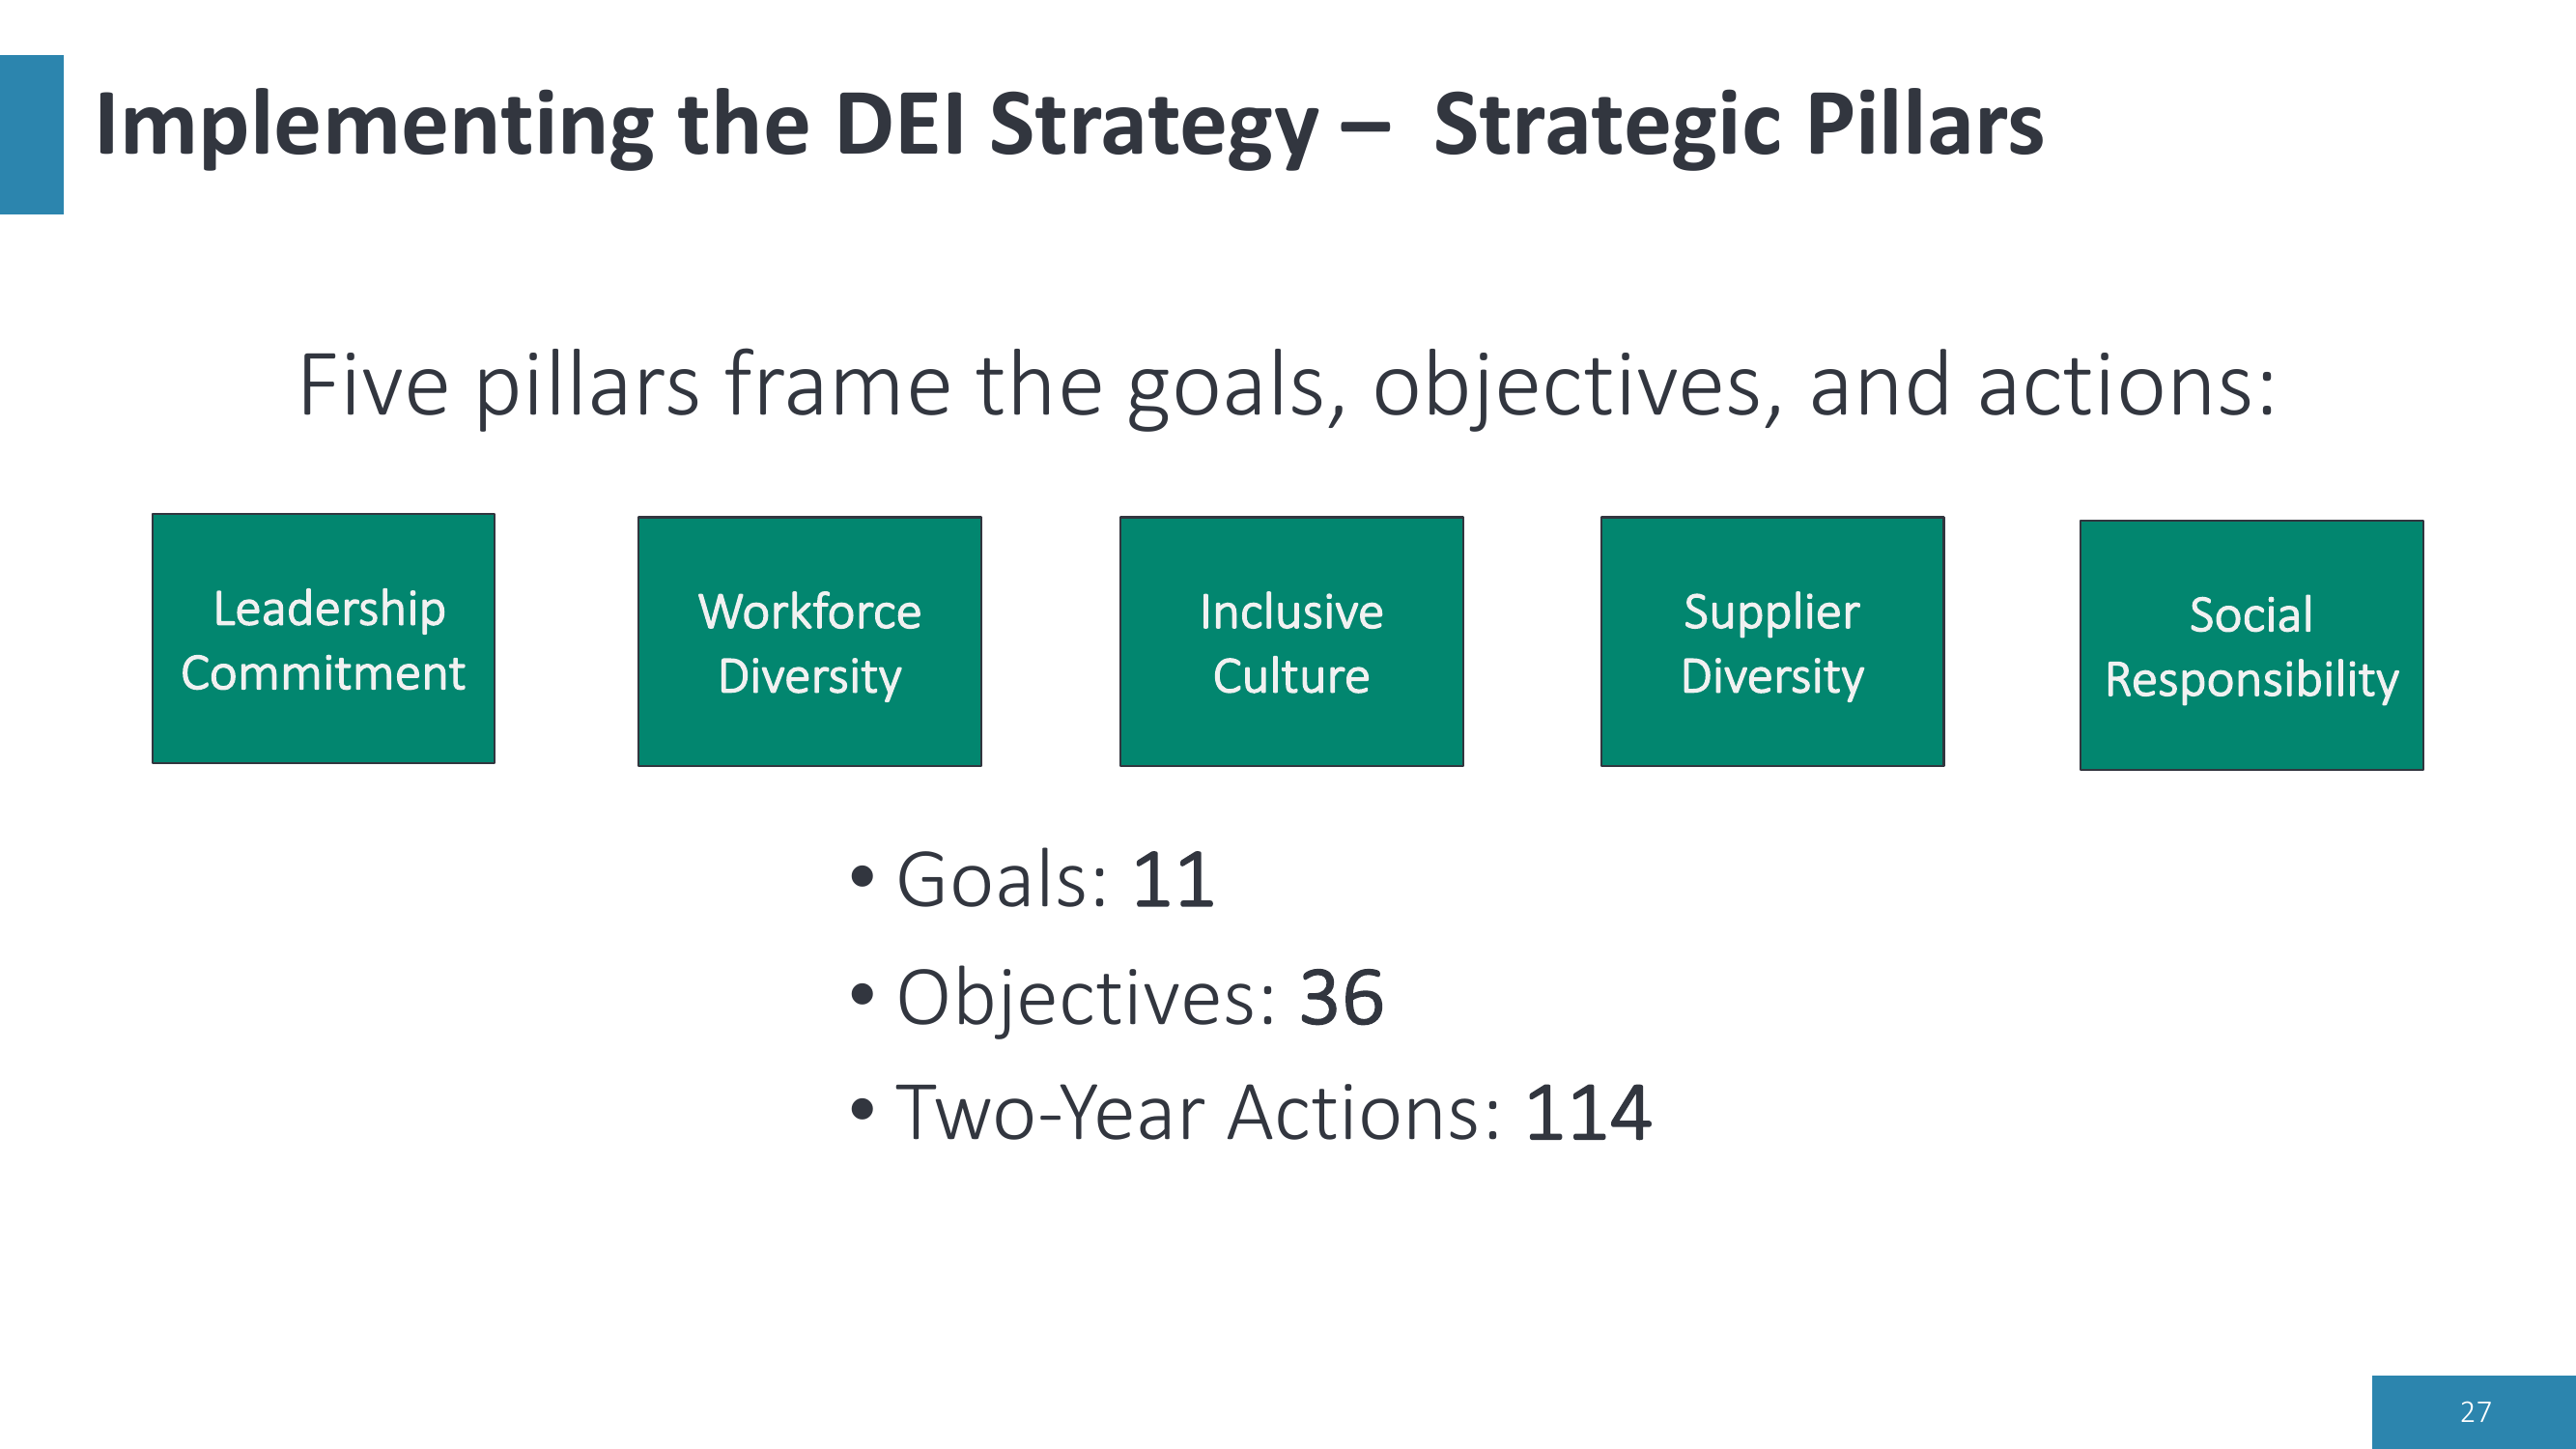 Implementing the DEI Strategy – Strategic Pillars
Five pillars frame the goals, objectives, and actions:
Leadership
Commitment
Workforce
Diversity
Inclusive
Culture
Supplier
Diversity
Social
Responsibility
• Goals: 11
• Objectives: 36
• Two-Year Actions: 114
27